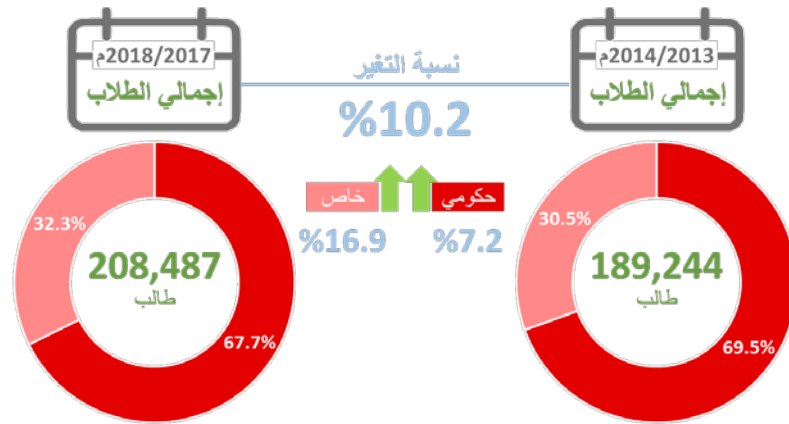 2014/2013م
إجمالي الطلاب
نسبة التغير
%10.2
2018/2017م
إجمالي الطلاب
حكومي
خاص
%7.2
%16.9
30.5%
189,244
طالب
69.5%
32.3%
208,487
طالب
67.7%